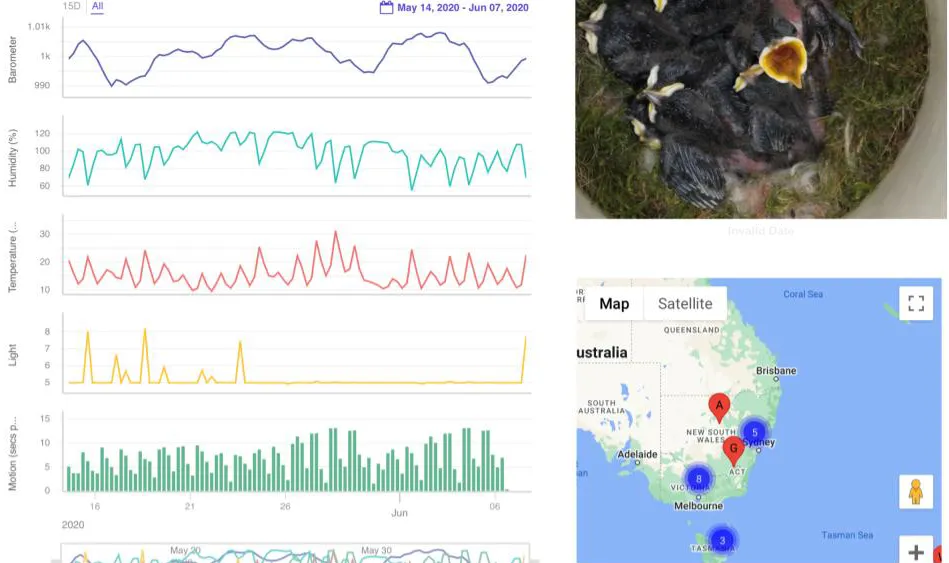 15D All
May 14, 2020 - Jun 07, 2020
Barometer
1.01k
1k
990
Humidity (%)
120
100
80
60
Temperature (...
30
20
10
Light
8
7
6
5
Motion (secs p...
15
10
5
0
16 21 26 Jun 06
2020
May 20 May 30
Invalid Date
Map Satellite
Coral Sea
QUEENSLAND
ustralia
Brisbane
SOUTH
AUSTRALIA
A
NEW SOUTH
WALES
5
Sydney
G
Adelaide
ACT
8
VICTORIA
Melbourne
3
TASMANIA
Tasman Sea